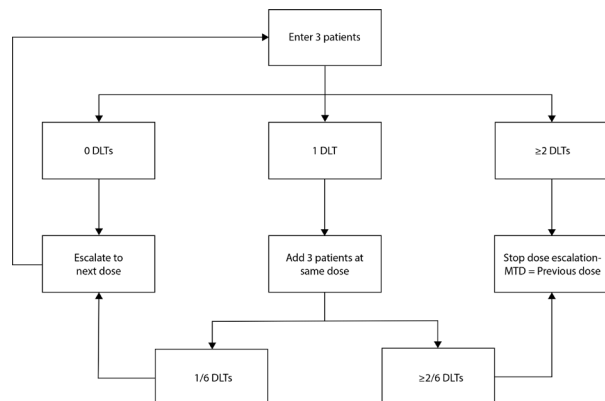 Enter 3 patients
0 DLTs
1 DLT
≥2 DLTs
Escalate to
next dose
Add 3 patients at
same dose
Stop dose escalation-
MTD = Previous dose
1/6 DLTs
≥2/6 DLTs